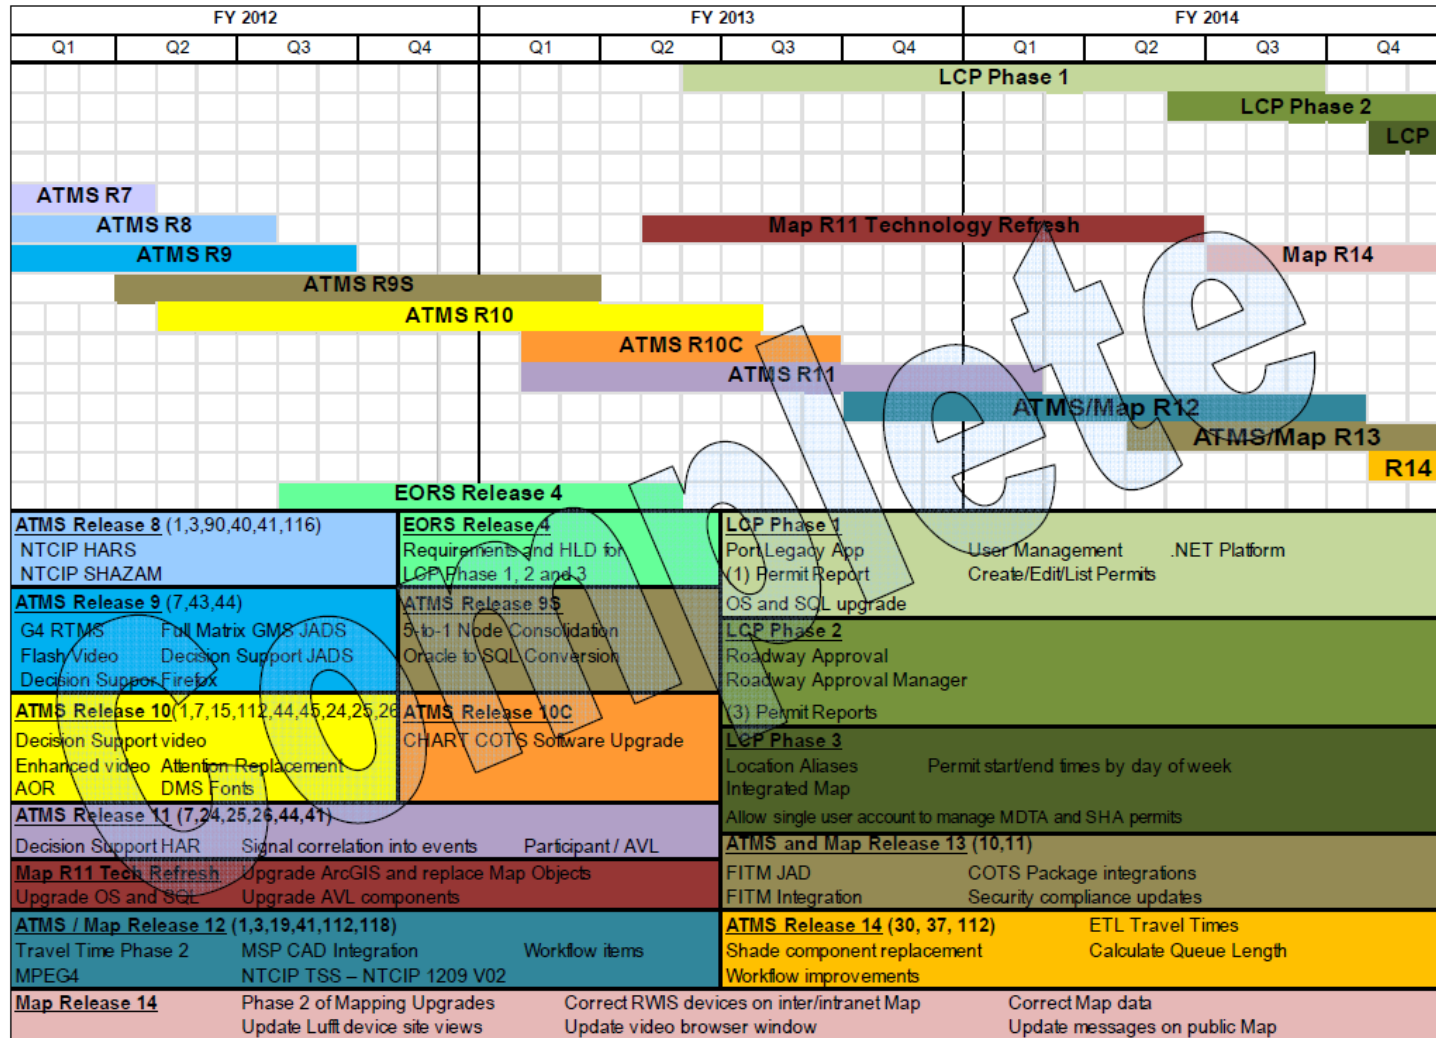 FY 2012 FY 2013 FY 2014
Q1 Q2 Q3 Q4 Q1 Q2 Q3 Q4 Q1 Q2 Q3 Q4
LCP Phase 1
LCP Phase 2
LCP
ATMS R7
ATMS R8 Map R11 Technology Refresh
ATMS R9 Map R14
ATMS R9S
ATMS R10
ATMS R10C
ATMS R11
ATMS/Map R12
ATMS/Map R13
R14
EORS Release 4
Complete
ATMS Release 8 (1,3,90,40,41,116)
NTCIP HARS
NTCIP SHAZAM
EORS Release 4
Requirements and HLD for
LCP Phase 1, 2 and 3
LCP Phase 1
Port Legacy App User Management .NET Platform
(1) Permit Report Create/Edit/List Permits
OS and SQL upgrade
ATMS Release 9 (7,43,44)
G4 RTMS Full Matrix GMS JADS
Flash Video Decision Support JADS
Decision Suppor Firefox
ATMS Release 9S
5-to-1 Node Consolidation
Oracle to SQL Conversion
LCP Phase 2
Roadway Approval
Roadway Approval Manager
(3) Permit Reports
ATMS Release 10(1,7,15,112,44,45,24,25,26
Decision Support video
Enhanced video Attention Replacement
AOR DMS Fonts
ATMS Release 10C
CHART COTS Software Upgrade
LCP Phase 3
Location Aliases Permit start/end times by day of week
Integrated Map
Allow single user account to manage MDTA and SHA permits
ATMS Release 11 (7,24,25,26,44,41)
Decision Support HAR Signal correlation into events Participant / AVL
Map R11 Tech Refresh Upgrade ArcGIS and replace Map Objects
Upgrade OS and SQL Upgrade AVL components
ATMS and Map Release 13 (10,11)
FITM JAD COTS Package integrations
FITM Integration Security compliance updates
ATMS / Map Release 12 (1,3,19,41,112,118)
Travel Time Phase 2 MSP CAD Integration Workflow items
MPEG4 NTCIP TSS – NTCIP 1209 V02
ATMS Release 14 (30, 37, 112) ETL Travel Times
Shade component replacement Calculate Queue Length
Workflow improvements
Map Release 14 Phase 2 of Mapping Upgrades Correct RWIS devices on inter/intranet Map Correct Map data
Update Lufft device site views Update video browser window Update messages on public Map